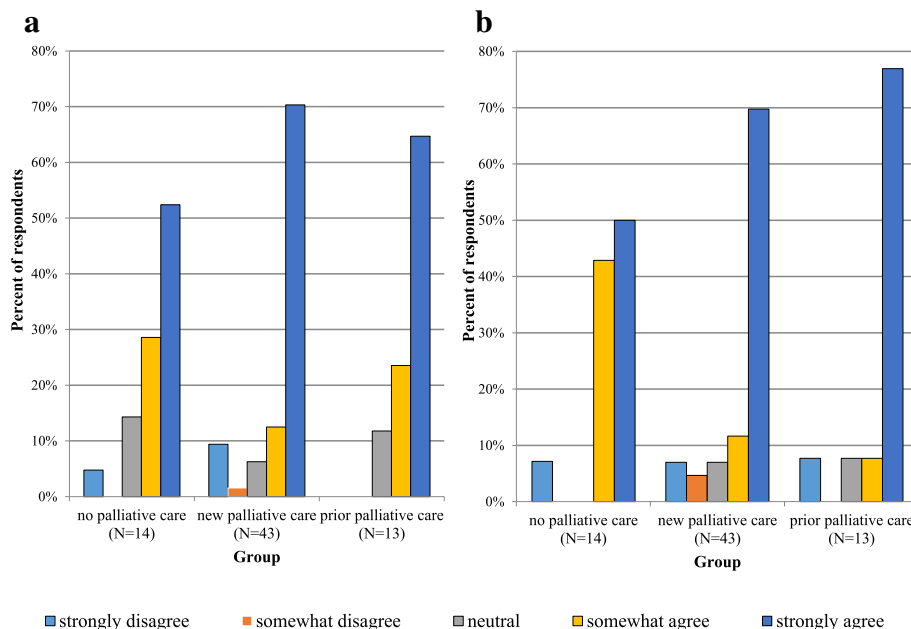 a
80%
70%
60%
50%
40%
30%
20%
10%
0%
Percent of respondents
no palliative care
(N=14)
new palliative care
(N=43)
prior palliative care
(N=13)
Group
b
80%
70%
60%
50%
40%
30%
20%
10%
0%
Percent of respondents
no palliative care
(N=14)
new palliative care
(N=43)
prior palliative care
(N=13)
Group
strongly disagree
somewhat disagree
neutral
somewhat agree
strongly agree